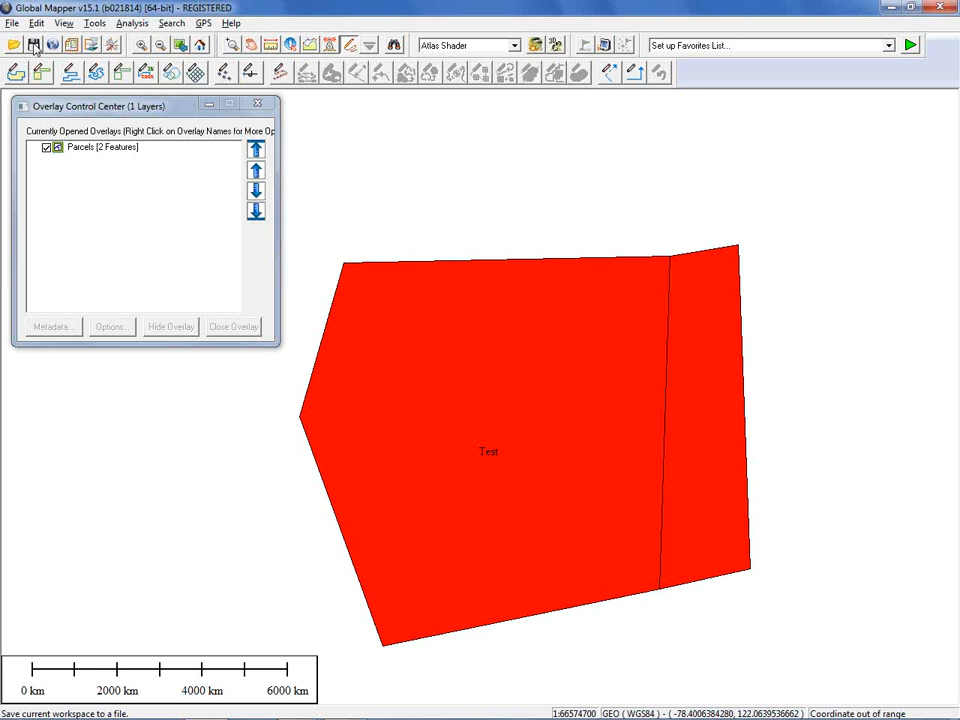 Global Mapper v15.1 (b021814) [64-bit] - REGISTERED
File Edit View Tools Analysis Search GPS Help
Atlas Shader
Set up Favorites List...
Overlay Control Center (1 Layers)
Currently Opened Overlays (Right Click on Overlay Names for More Op
Parcels [2 Features]
Metadata... Options... Hide Overlay Close Overlay
Test
0 km 2000 km 4000 km 6000 km
Save current workspace to a file.
1:66574700 GEO ( WGS84 ) - ( -78.4006384280, 122.0639536662 ) Coordinate out of range